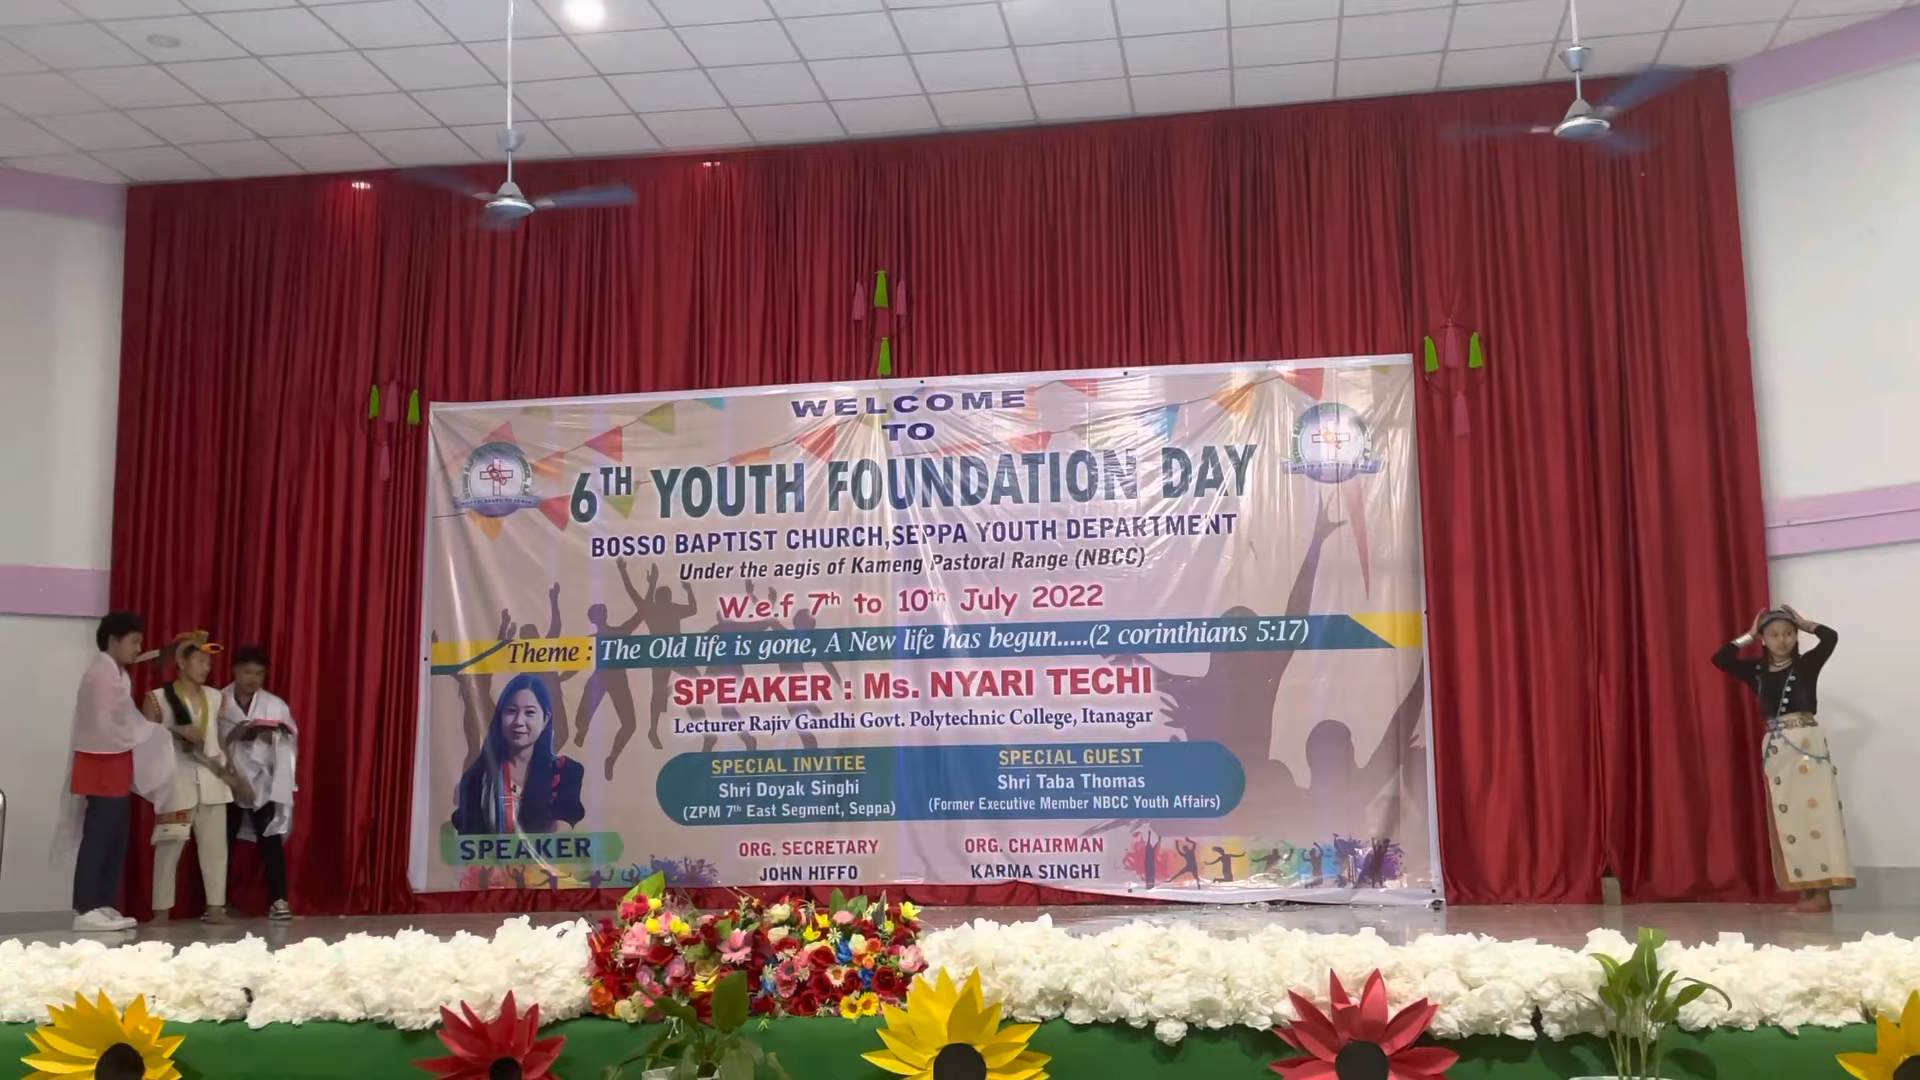 WELCOME
TO
6TH YOUTH FOUNDATION DAY
BOSSO BAPTIST CHURCH,SEPPA YOUTH DEPARTMENT
Under the aegis of Kameng Pastoral Range (NBCC)
W.e.f 7th to 10th July 2022
Theme : The Old life is gone, A New life has begun.....(2 corinthians 5:17)
SPEAKER : Ms. NYARI TECHI
Lecturer Rajiv Gandhi Govt. Polytechnic College, Itanagar
SPECIAL INVITEE
Shri Doyak Singhi
(ZPM 7th East Segment, Seppa)
SPECIAL GUEST
Shri Taba Thomas
(Former Executive Member NBCC Youth Affairs)
SPEAKER
ORG. SECRETARY
JOHN HIFFO
ORG. CHAIRMAN
KARMA SINGHI